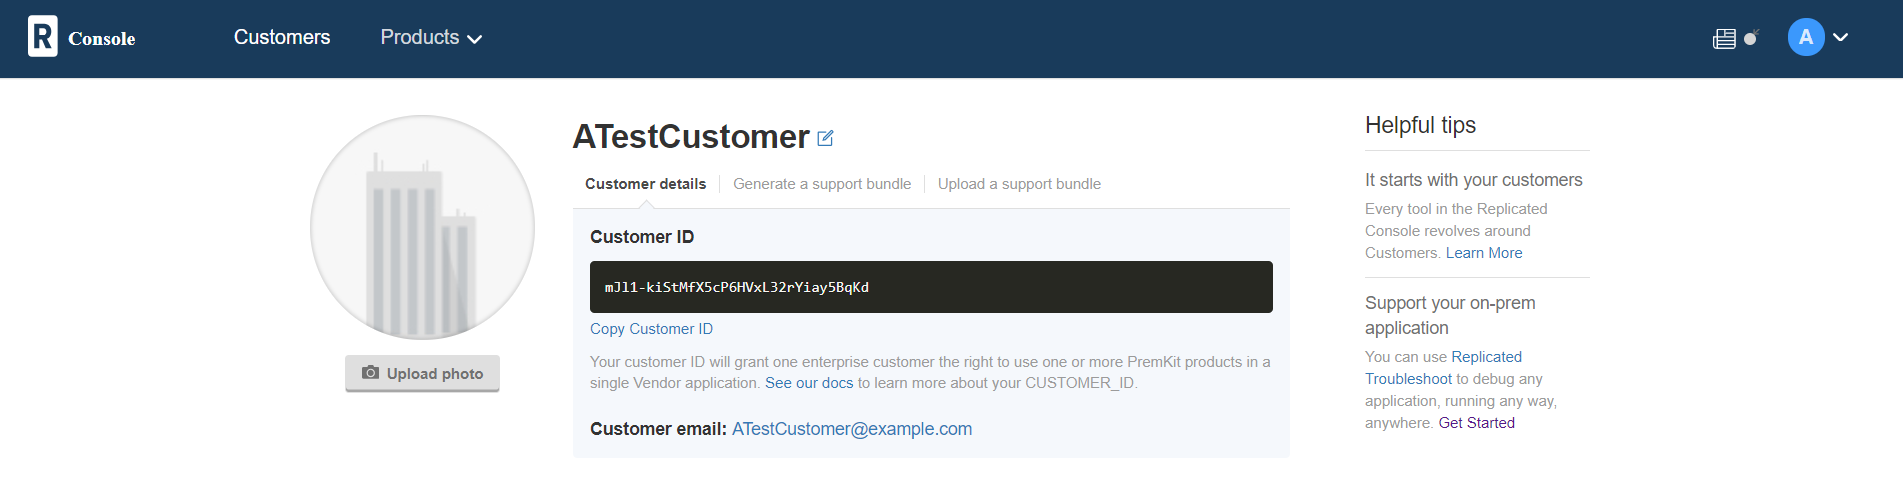 R Console
Customers
Products
A
ATestCustomer
Customer details
Generate a support bundle
Upload a support bundle
Customer ID
mJl1-kiStMfX5cP6HVxL32rYiay5BqKd
Copy Customer ID
Your customer ID will grant one enterprise customer the right to use one or more PremKit products in a
single Vendor application. See our docs to learn more about your CUSTOMER_ID.
Customer email: ATestCustomer@example.com
Upload photo
Helpful tips
It starts with your customers
Every tool in the Replicated
Console revolves around
Customers. Learn More
Support your on-prem
application
You can use Replicated
Troubleshoot to debug any
application, running any way,
anywhere. Get Started